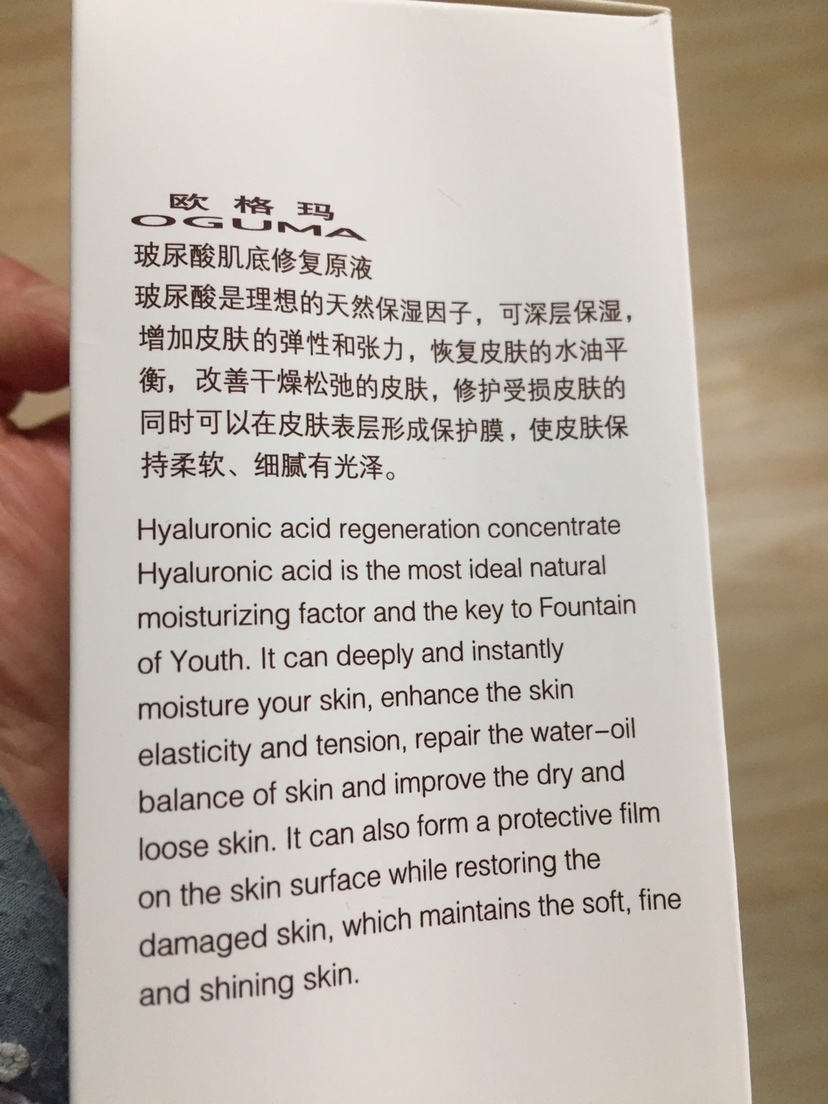 欧格玛
OGUMA
玻尿酸肌底修复原液
玻尿酸是理想的天然保湿因子，可深层保湿，
增加皮肤的弹性和张力，恢复皮肤的水油平
衡，改善干燥松弛的皮肤，修护受损皮肤的
同时可以在皮肤表层形成保护膜，使皮肤保
持柔软、细腻有光泽。
Hyaluronic acid regeneration concentrate
Hyaluronic acid is the most ideal natural
moisturizing factor and the key to Fountain
of Youth. It can deeply and instantly
moisture your skin, enhance the skin
elasticity and tension, repair the water-oil
balance of skin and improve the dry and
loose skin. It can also form a protective film
on the skin surface while restoring the
damaged skin, which maintains the soft, fine
and shining skin.